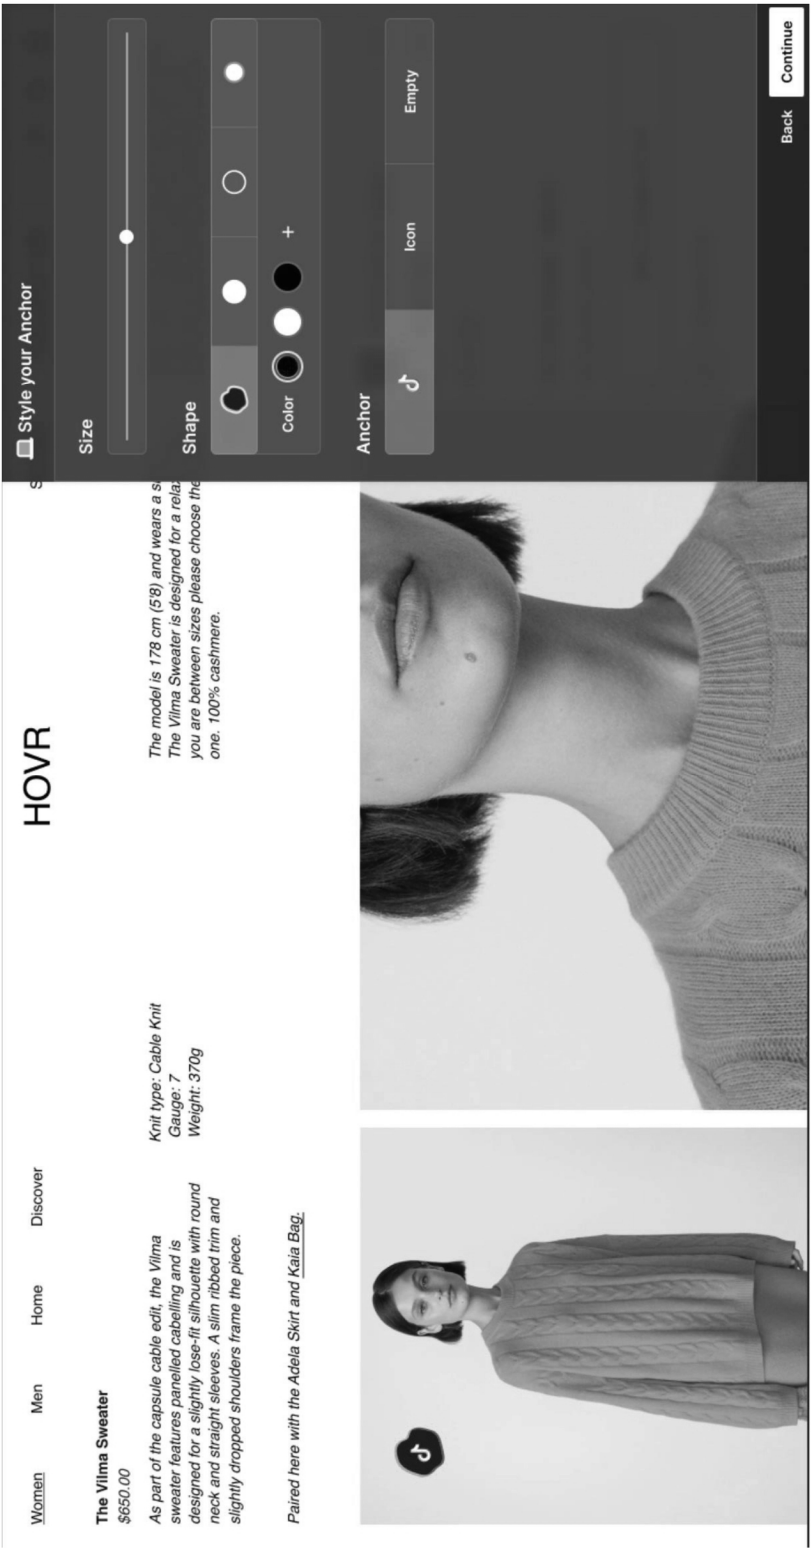 Women
Men
Home
Discover
HOVR
S
The Vilma Sweater
$650.00
As part of the capsule cable edit, the Vilma
sweater features panelled cabelling and is
designed for a slightly lose-fit silhouette with round
neck and straight sleeves. A slim ribbed trim and
slightly dropped shoulders frame the piece.
Paired here with the Adela Skirt and Kaia Bag.
Knit type: Cable Knit
Gauge: 7
Weight: 370g
The model is 178 cm (5'8) and wears a
The Vilma Sweater is designed for a
you are between sizes please choose the
one. 100% cashmere.
Style your Anchor
Size
Shape
Color
+
Anchor
Icon
Empty
Back
Continue